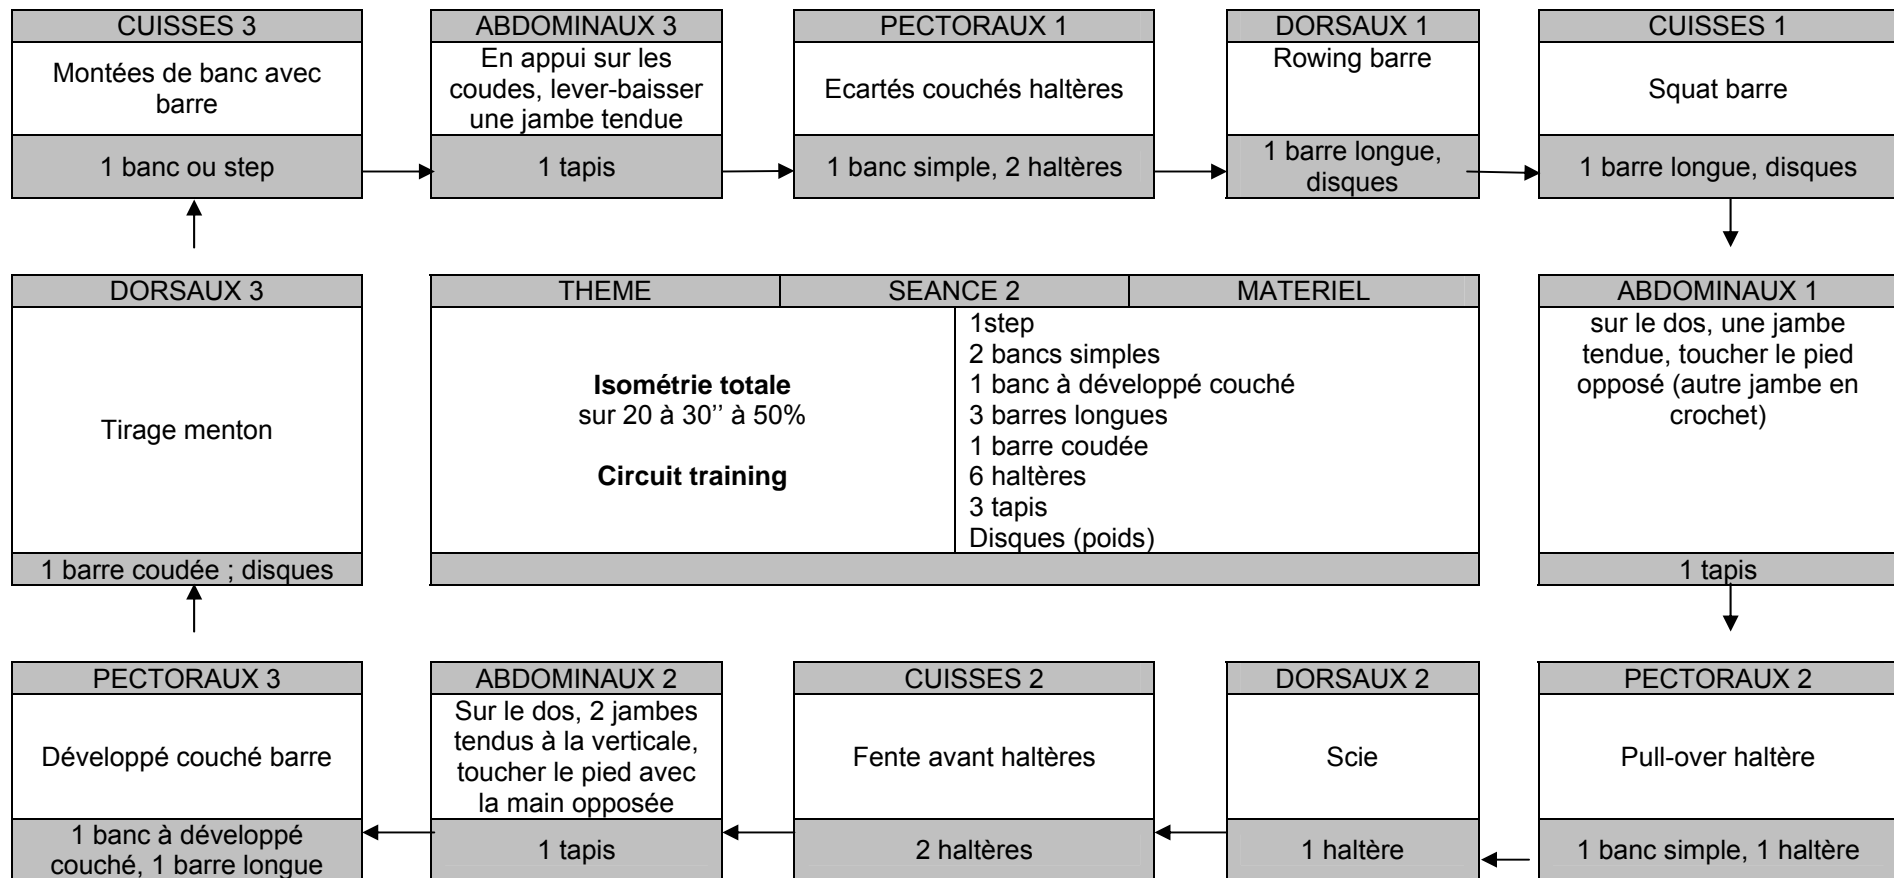 CUISSES 3
Montées de banc avec
barre
1 banc ou step
ABDOMINAUX 3
En appui sur les
coudes, lever-baisser
une jambe tendue
1 tapis
PECTORAUX 1
Ecartés couchés haltères
1 banc simple, 2 haltères
DORSAUX 1
Rowing barre
1 barre longue,
disques
CUISSES 1
Squat barre
1 barre longue, disques
DORSAUX 3
Tirage menton
1 barre coudée ; disques
THEME
SEANCE 2
MATERIEL
Isométrie totale
sur 20 à 30’’ à 50%
Circuit training
1step
2 bancs simples
1 banc à développé couché
3 barres longues
1 barre coudée
6 haltères
3 tapis
Disques (poids)
ABDOMINAUX 1
sur le dos, une jambe
tendue, toucher le pied
opposé (autre jambe en
crochet)
1 tapis
PECTORAUX 3
Développé couché barre
1 banc à développé
couché, 1 barre longue
ABDOMINAUX 2
Sur le dos, 2 jambes
tendus à la verticale,
toucher le pied avec
la main opposée
1 tapis
CUISSES 2
Fente avant haltères
2 haltères
DORSAUX 2
Scie
1 haltère
PECTORAUX 2
Pull-over haltère
1 banc simple, 1 haltère